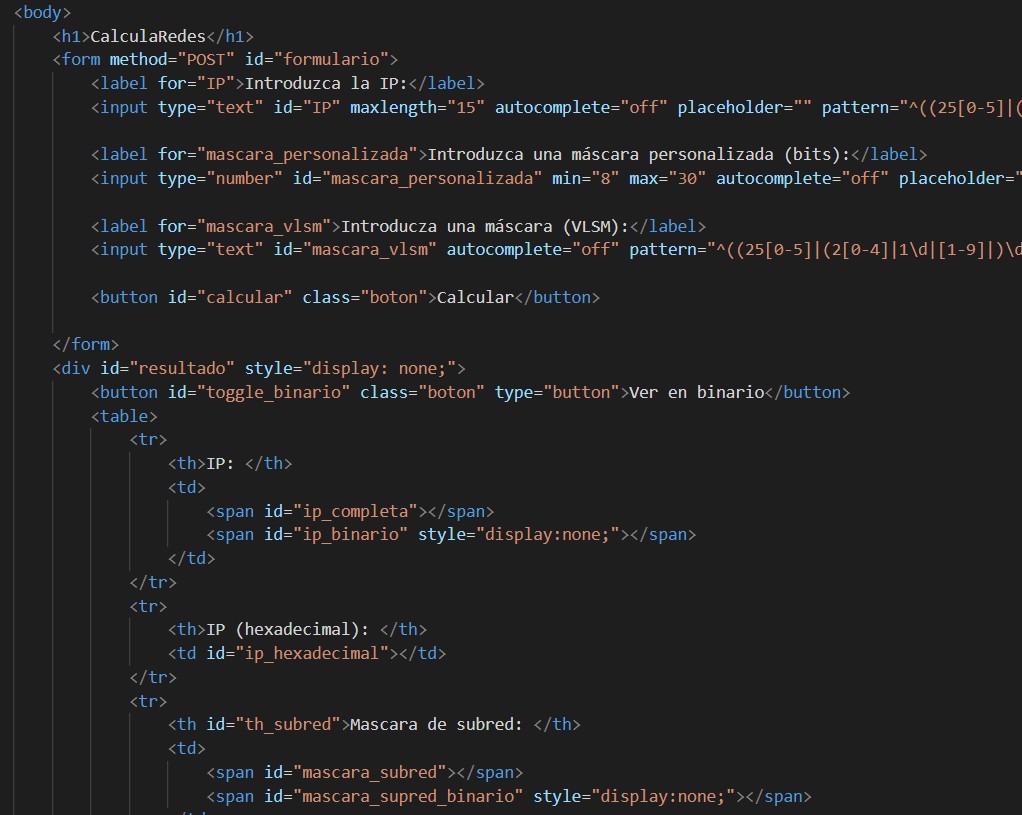 <body>
<h1>CalculaRedes</h1>
<form method="POST" id="formulario">
<label for="IP">Introduzca la IP:</label>
<input type="text" id="IP" maxlength="15" autocomplete="off" placeholder="" pattern="^((25[0-5]|(
<label for="mascara_personalizada">Introduzca una máscara personalizada (bits):</label>
<input type="number" id="mascara_personalizada" min="8" max="30" autocomplete="off" placeholder="
<label for="mascara_vlsm">Introduzca una máscara (VLSM):</label>
<input type="text" id="mascara_vlsm" autocomplete="off" pattern="^((25[0-5]|(2[0-4]|1\d|[1-9]|)\d
<button id="calcular" class="boton">Calcular</button>
</form>
<div id="resultado" style="display: none;">
<button id="toggle_binario" class="boton" type="button">Ver en binario</button>
<table>
<tr>
<th>IP: </th>
<td>
<span id="ip_completa"></span>
<span id="ip_binario" style="display:none;"></span>
</td>
</tr>
<tr>
<th>IP (hexadecimal): </th>
<td id="ip_hexadecimal"></td>
</tr>
<tr>
<th id="th_subred">Mascara de subred: </th>
<td>
<span id="mascara_subred"></span>
<span id="mascara_supred_binario" style="display:none;"></span>